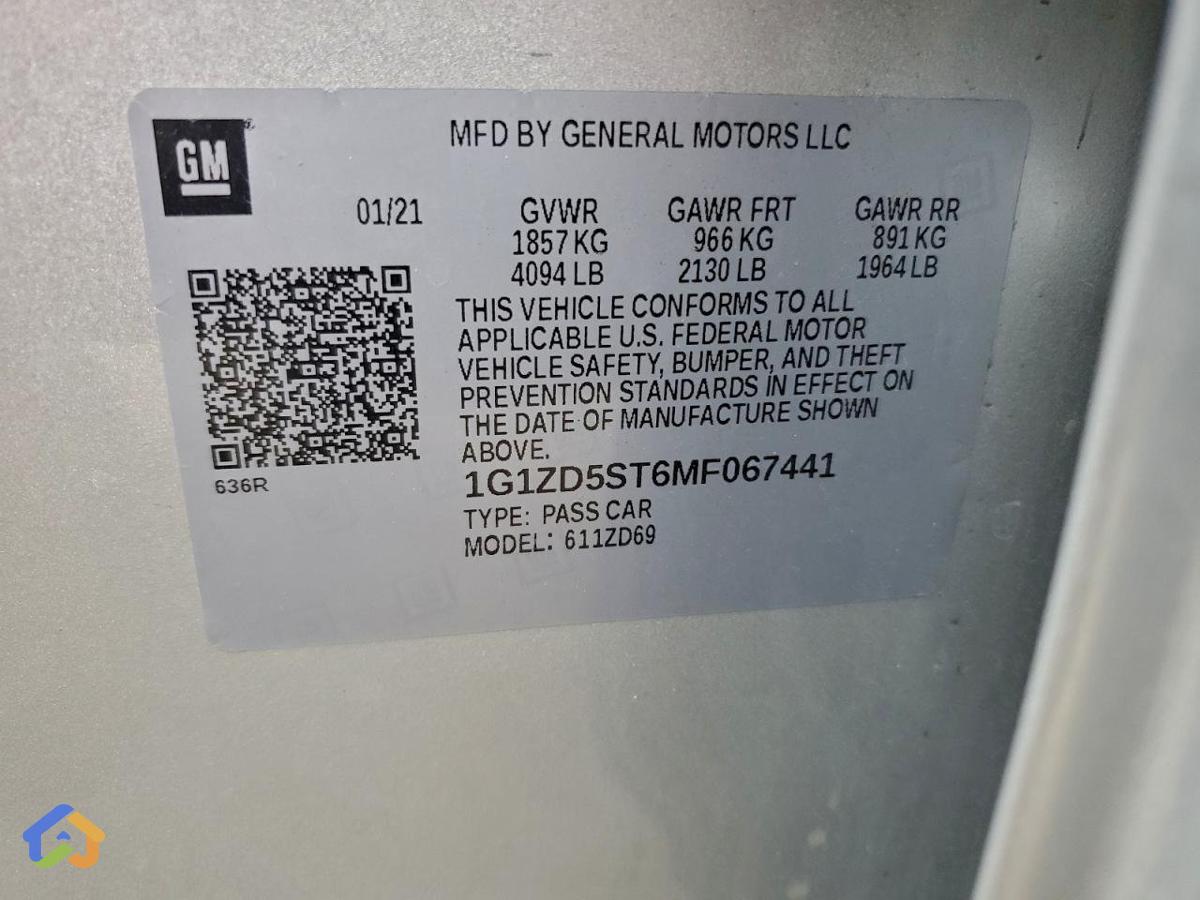 GM
MFD BY GENERAL MOTORS LLC
01/21 GVWR GAWR FRT GAWR RR
1857 KG 966 KG 891 KG
4094 LB 2130 LB 1964 LB
THIS VEHICLE CONFORMS TO ALL
APPLICABLE U.S. FEDERAL MOTOR
VEHICLE SAFETY, BUMPER, AND THEFT
PREVENTION STANDARDS IN EFFECT ON
THE DATE OF MANUFACTURE SHOWN
ABOVE.
1G1ZD5ST6MF067441
636R
TYPE: PASS CAR
MODEL: 611ZD69